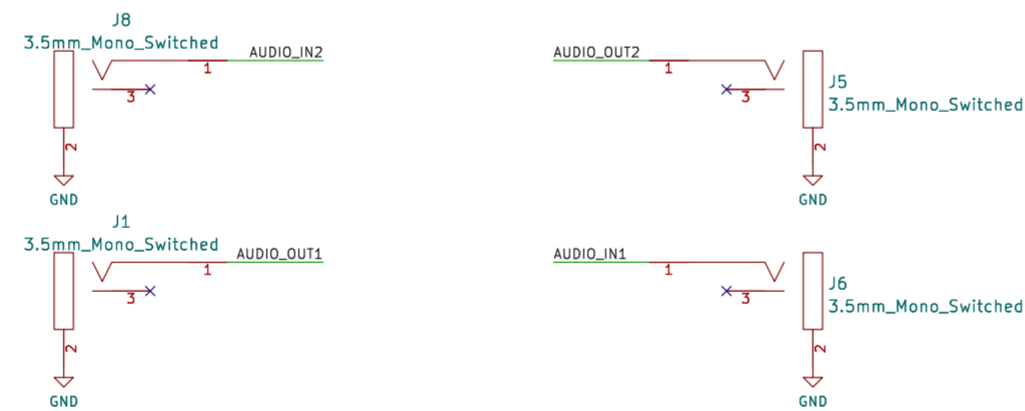 J8
3.5mm_Mono_Switched
AUDIO_IN2
1
3
2
GND
AUDIO_OUT2
1
3
J5
3.5mm_Mono_Switched
2
GND
J1
3.5mm_Mono_Switched
AUDIO_OUT1
1
3
2
GND
AUDIO_IN1
1
3
J6
3.5mm_Mono_Switched
2
GND